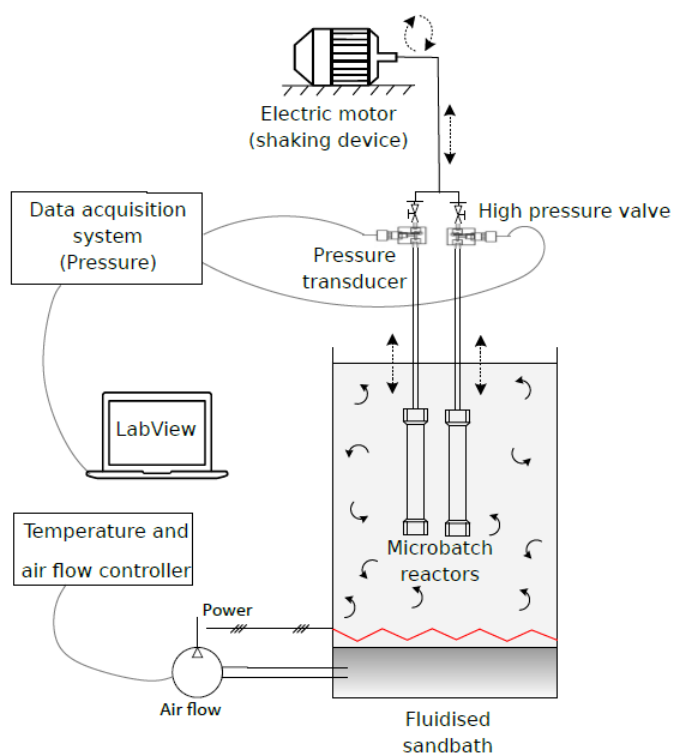 Electric motor
(shaking device)
Data acquisition
system
(Pressure)
High pressure valve
Pressure
transducer
LabView
Temperature and
air flow controller
Microbatch
reactors
Power
Air flow
Fluidised
sandbath